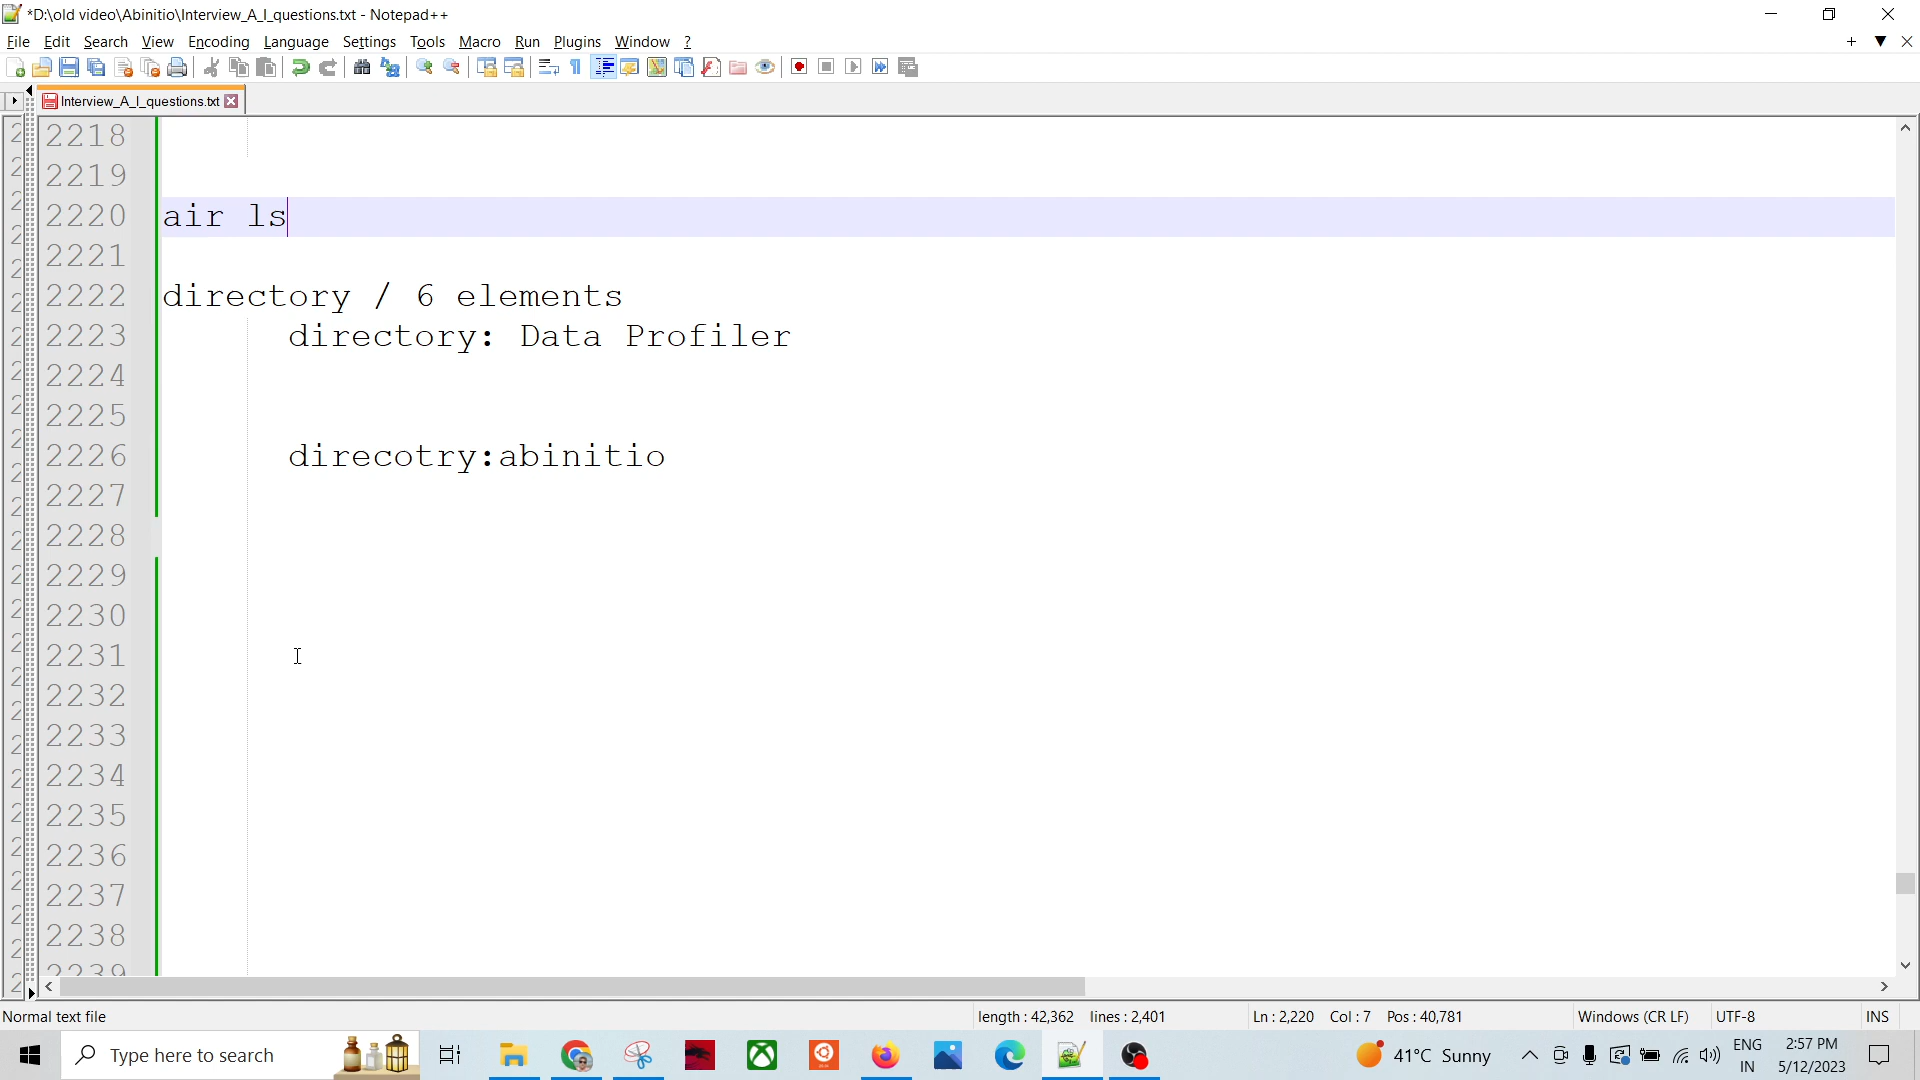 *D:\old video\Abinitio\Interview_A_I_questions.txt - Notepad++
File Edit Search View Encoding Language Settings Tools Macro Run Plugins Window ?
Interview_A_I_questions.txt
2218
2219
2220 air ls
2221
2222 directory / 6 elements
2223 directory: Data Profiler
2224
2225
2226 direcotry:abinitio
2227
2228
2229
2230
2231
2232
2233
2234
2235
2236
2237
2238
2239
Normal text file length : 42,362 lines : 2,401 Ln : 2,220 Col : 7 Pos : 40,781 Windows (CR LF) UTF-8 INS
Type here to search 41°C Sunny ENG IN 2:57 PM 5/12/2023